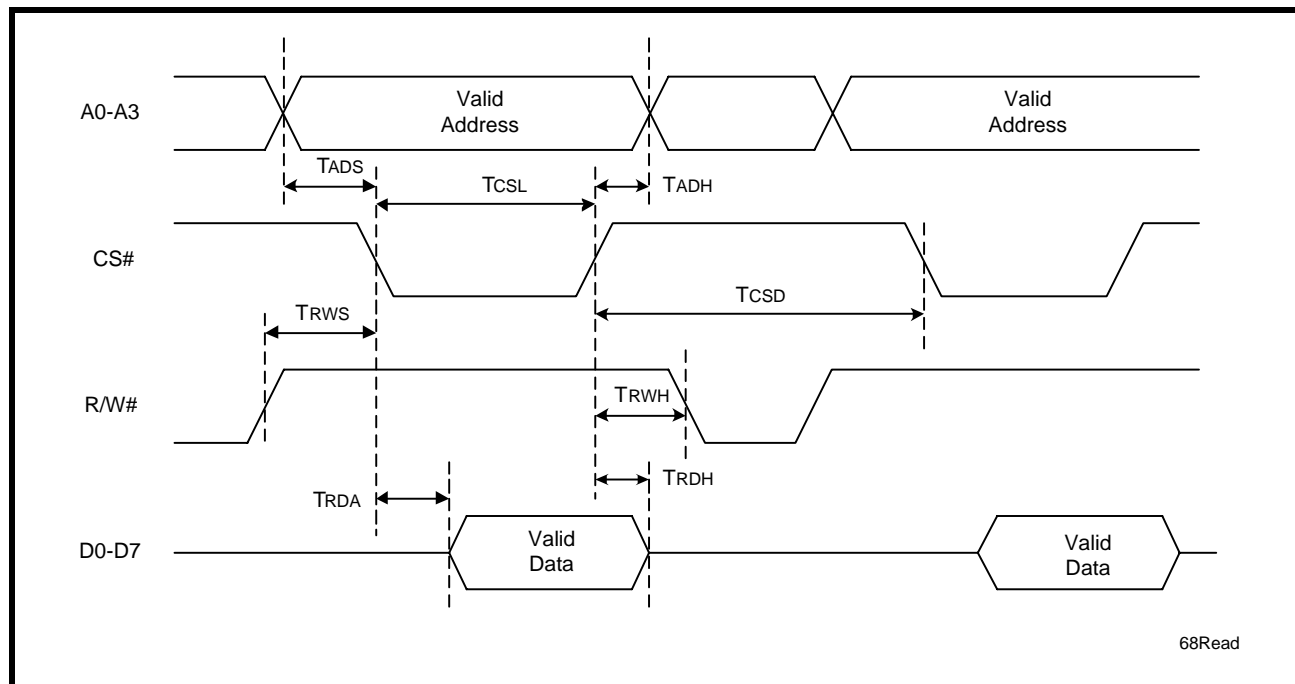 A0-A3
Valid
Address
Valid
Address
TADS
TCSL
TADH
CS#
TCSD
TRWS
R/W#
TRWH
TRDA
TRDH
D0-D7
Valid
Data
Valid
Data
68Read